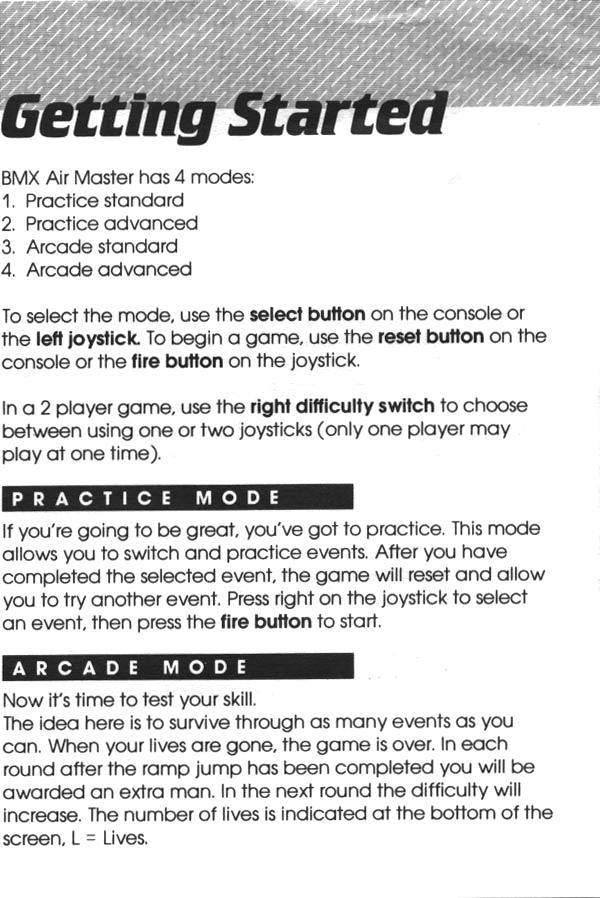 Getting Started
BMX Air Master has 4 modes:
1. Practice standard
2. Practice advanced
3. Arcade standard
4. Arcade advanced
To select the mode, use the select button on the console or
the left joystick. To begin a game, use the reset button on the
console or the fire button on the joystick.
In a 2 player game, use the right difficulty switch to choose
between using one or two joysticks (only one player may
play at one time).
PRACTICE MODE
If you're going to be great, you've got to practice. This mode
allows you to switch and practice events. After you have
completed the selected event, the game will reset and allow
you to try another event. Press right on the joystick to select
an event, then press the fire button to start.
ARCADE MODE
Now it's time to test your skill.
The idea here is to survive through as many events as you
can. When your lives are gone, the game is over. In each
round after the ramp jump has been completed you will be
awarded an extra man. In the next round the difficulty will
increase. The number of lives is indicated at the bottom of the
screen, L = Lives.